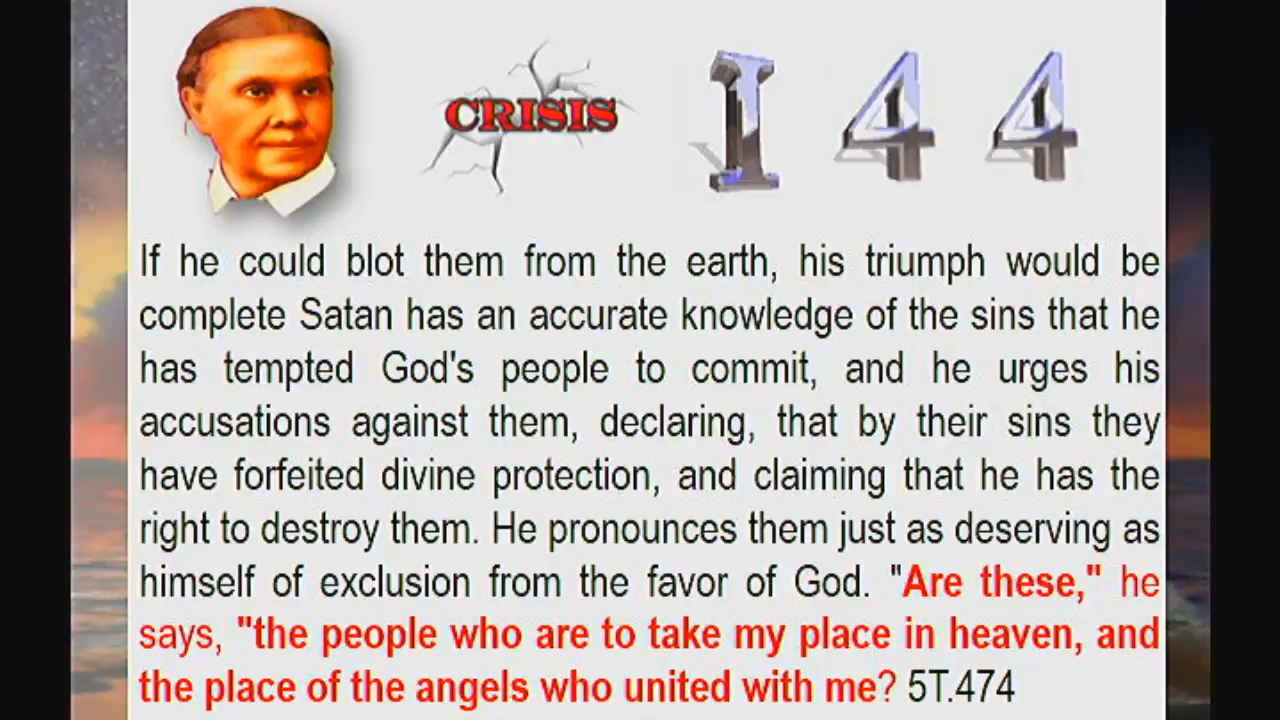 CRISIS 144
If he could blot them from the earth, his triumph would be
complete Satan has an accurate knowledge of the sins that he
has tempted God's people to commit, and he urges his
accusations against them, declaring, that by their sins they
have forfeited divine protection, and claiming that he has the
right to destroy them. He pronounces them just as deserving as
himself of exclusion from the favor of God. "Are these," he
says, "the people who are to take my place in heaven, and
the place of the angels who united with me? 5T.474